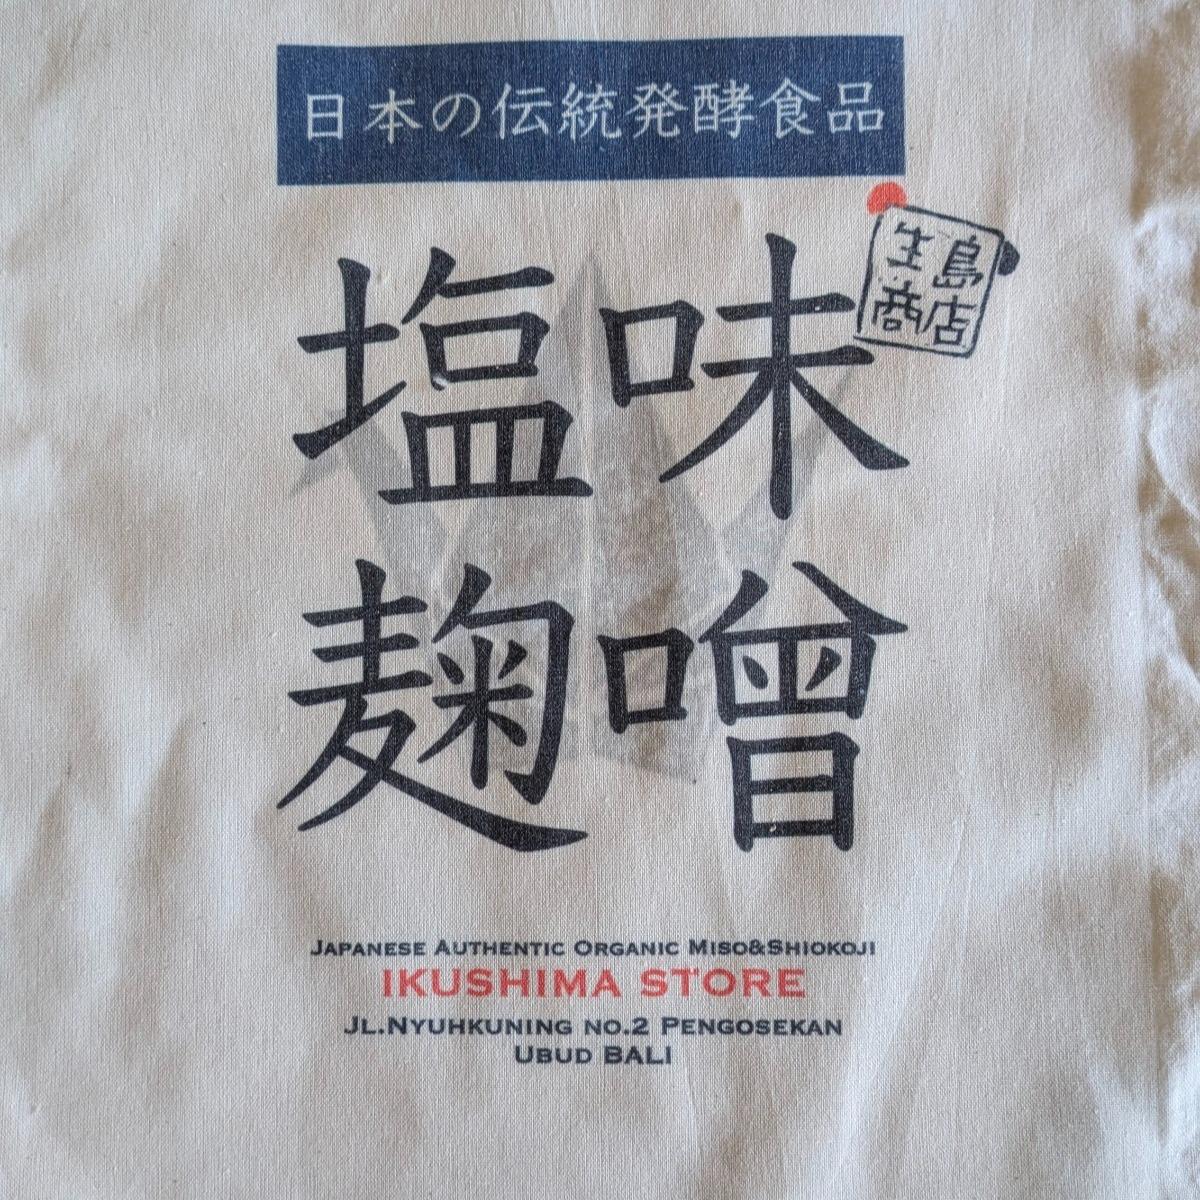 日本の伝統発酵食品
生島
商店
味噌
塩麹
JAPANESE AUTHENTIC ORGANIC MISO&SHIOKOJI
IKUSHIMA STORE
JL.NYUHKUNING NO.2 PENGOSEKAN
UBUD BALI